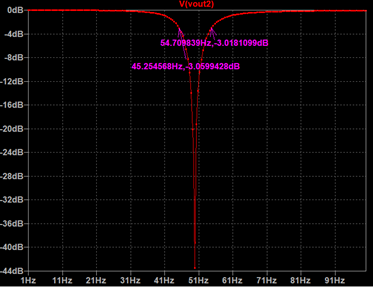 V(vout2)
0dB
-4dB
-8dB
-12dB
-16dB
-20dB
-24dB
-28dB
-32dB
-36dB
-40dB
-44dB
54.709839Hz,-3.0181099dB
45.254568Hz,-3.0599428dB
1Hz 11Hz 21Hz 31Hz 41Hz 51Hz 61Hz 71Hz 81Hz 91Hz